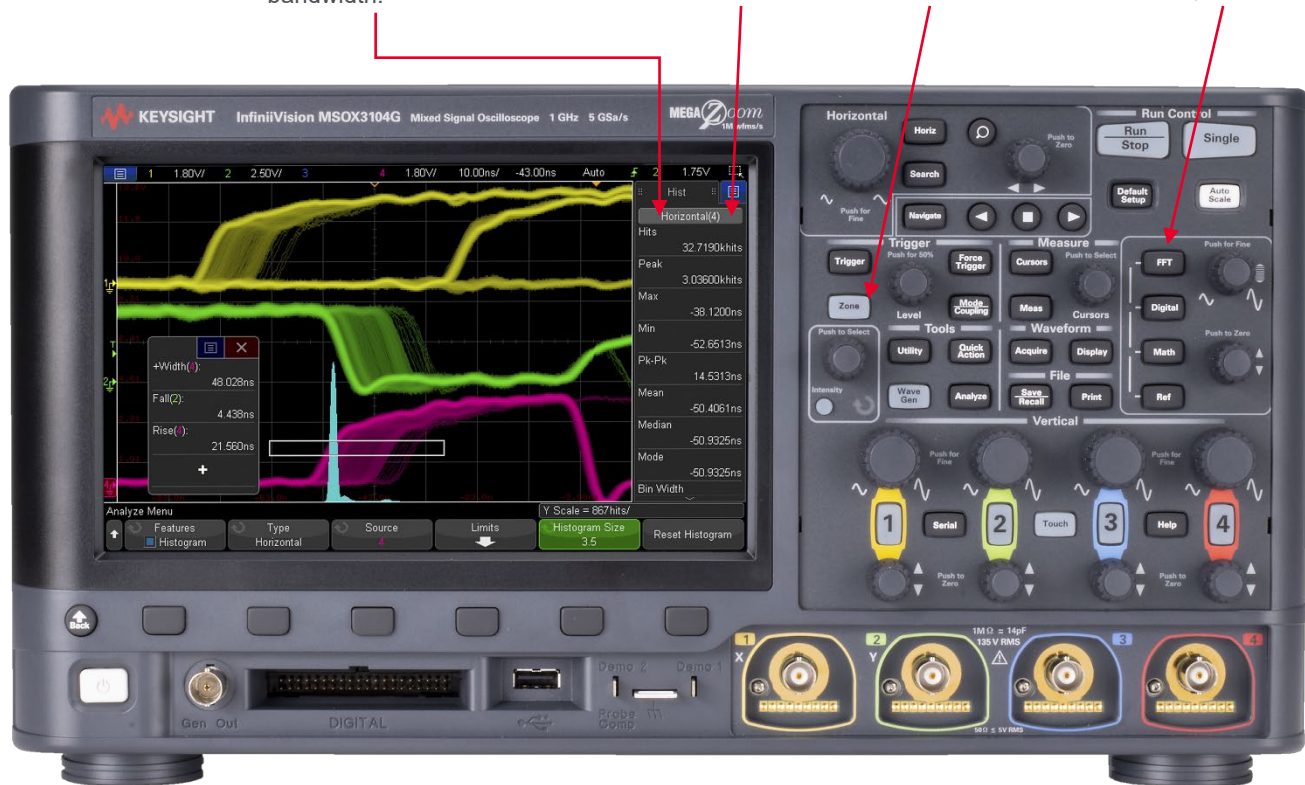 bandwidth.
KEYSIGHT InfiniiVision MSOX3104G Mixed Signal Oscilloscope 1 GHz 5 GSa/s
MEGA Zoom
1M wfms/s
1 1.80V/ 2 2.50V/ 3 4 1.80V/ 10.00ns/ -43.00ns Auto 2 1.75V
Hist
Horizontal(4)
Hits
32.7190khits
Peak
3.03600khits
Max
-38.1200ns
Min
-52.6513ns
Pk-Pk
14.5313ns
Mean
-50.4061ns
Median
-50.9325ns
Mode
-50.9325ns
Bin Width
+Width(4):
48.028ns
Fall(2):
4.438ns
Rise(4):
21.560ns
+
Analyze Menu
Y Scale = 867hits/
Features
Histogram
Type
Horizontal
Source
4
Limits
Histogram Size
3.5
Reset Histogram
Back
Gen Out
DIGITAL
Demo 2
Demo 1
Probe
Comp
Horizontal
Horiz
Push to
Zero
Search
Push for
Fine
Navigate
Run Control
Run
Stop
Single
Default
Setup
Auto
Scale
Trigger
Trigger
Push for 50%
Force
Trigger
Zone
Level
Mode
Coupling
Measure
Cursors
Push to Select
Meas
Cursors
Push for Fine
FFT
Digital
Push to Zero
Math
Ref
Push to Select
Intensity
Tools
Utility
Quick
Action
Wave
Gen
Analyze
Waveform
Acquire
Display
File
Save
Recall
Print
Vertical
Push for
Fine
Push for
Fine
1
Serial
2
Touch
3
Help
4
Push to
Zero
Push to
Zero
1
X
2
Y
1MΩ ≅ 14pF
135 V RMS
3
4
50Ω ≤ 5V RMS